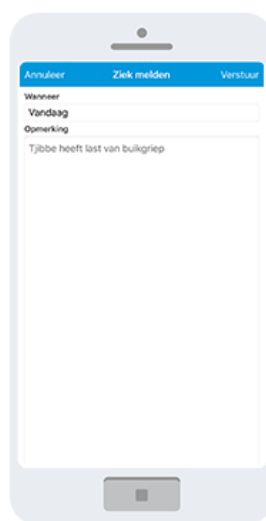 Annuleer Ziek melden Verstuur
Wanneer
Vandaag
Opmerking
Tjibbe heeft last van buikgriep